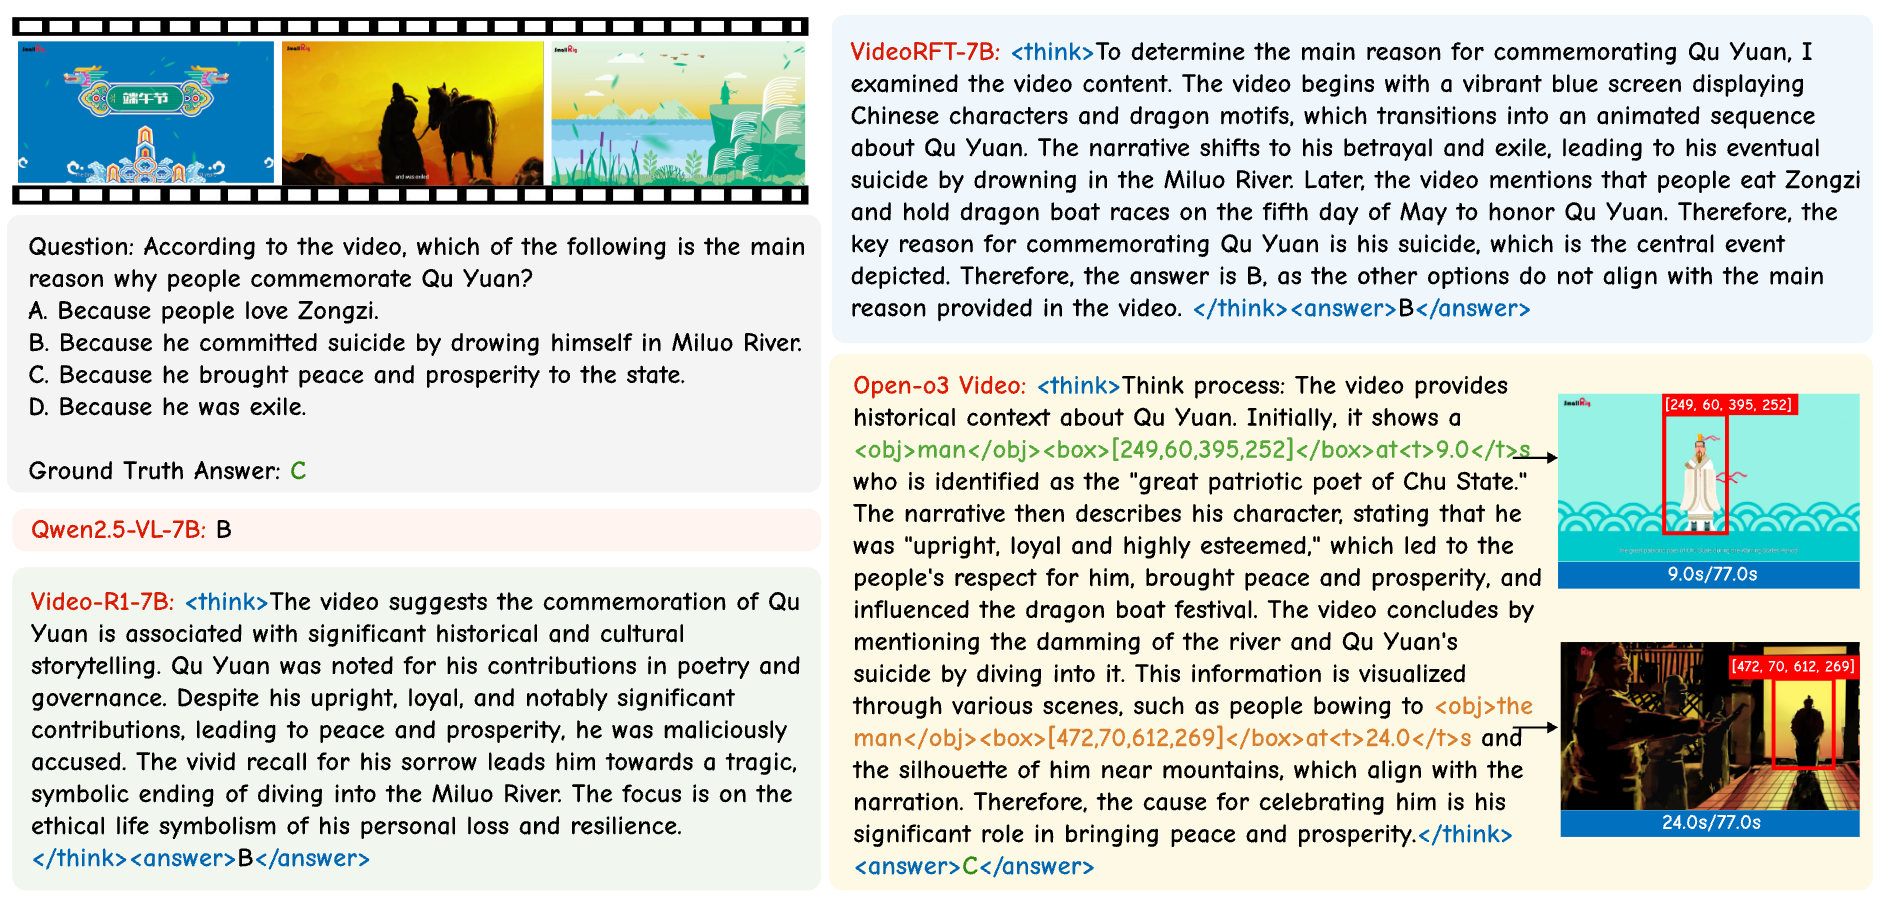 SmallRig
SmallRig
SmallRig
端午节
and was exiled
Question: According to the video, which of the following is the main
reason why people commemorate Qu Yuan?
A. Because people love Zongzi.
B. Because he committed suicide by drowing himself in Miluo River.
C. Because he brought peace and prosperity to the state.
D. Because he was exile.
Ground Truth Answer: C
Qwen2.5-VL-7B: B
Video-R1-7B: <think>The video suggests the commemoration of Qu
Yuan is associated with significant historical and cultural
storytelling. Qu Yuan was noted for his contributions in poetry and
governance. Despite his upright, loyal, and notably significant
contributions, leading to peace and prosperity, he was maliciously
accused. The vivid recall for his sorrow leads him towards a tragic,
symbolic ending of diving into the Miluo River. The focus is on the
ethical life symbolism of his personal loss and resilience.
</think><answer>B</answer>
VideoRFT-7B: <think>To determine the main reason for commemorating Qu Yuan, I
examined the video content. The video begins with a vibrant blue screen displaying
Chinese characters and dragon motifs, which transitions into an animated sequence
about Qu Yuan. The narrative shifts to his betrayal and exile, leading to his eventual
suicide by drowning in the Miluo River. Later, the video mentions that people eat Zongzi
and hold dragon boat races on the fifth day of May to honor Qu Yuan. Therefore, the
key reason for commemorating Qu Yuan is his suicide, which is the central event
depicted. Therefore, the answer is B, as the other options do not align with the main
reason provided in the video. </think><answer>B</answer>
Open-o3 Video: <think>Think process: The video provides
historical context about Qu Yuan. Initially, it shows a
<obj>man</obj><box>[249,60,395,252]</box>at<t>9.0</t>s
who is identified as the "great patriotic poet of Chu State."
The narrative then describes his character, stating that he
was "upright, loyal and highly esteemed," which led to the
people's respect for him, brought peace and prosperity, and
influenced the dragon boat festival. The video concludes by
mentioning the damming of the river and Qu Yuan's
suicide by diving into it. This information is visualized
through various scenes, such as people bowing to <obj>the
man</obj><box>[472,70,612,269]</box>at<t>24.0</t>s and
the silhouette of him near mountains, which align with the
narration. Therefore, the cause for celebrating him is his
significant role in bringing peace and prosperity.</think>
<answer>C</answer>
SmallRig
[249, 60, 395, 252]
9.0s/77.0s
[472, 70, 612, 269]
24.0s/77.0s